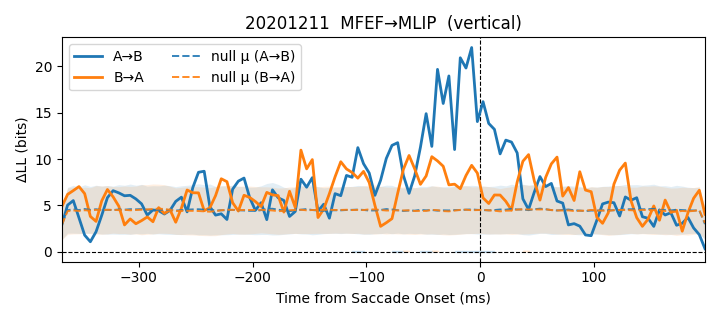 20201211  MFEF→MLIP  (vertical)
A→B
B→A
null μ (A→B)
null μ (B→A)
ΔLL (bits)
20
15
10
5
0
−300
−200
−100
0
100
Time from Saccade Onset (ms)